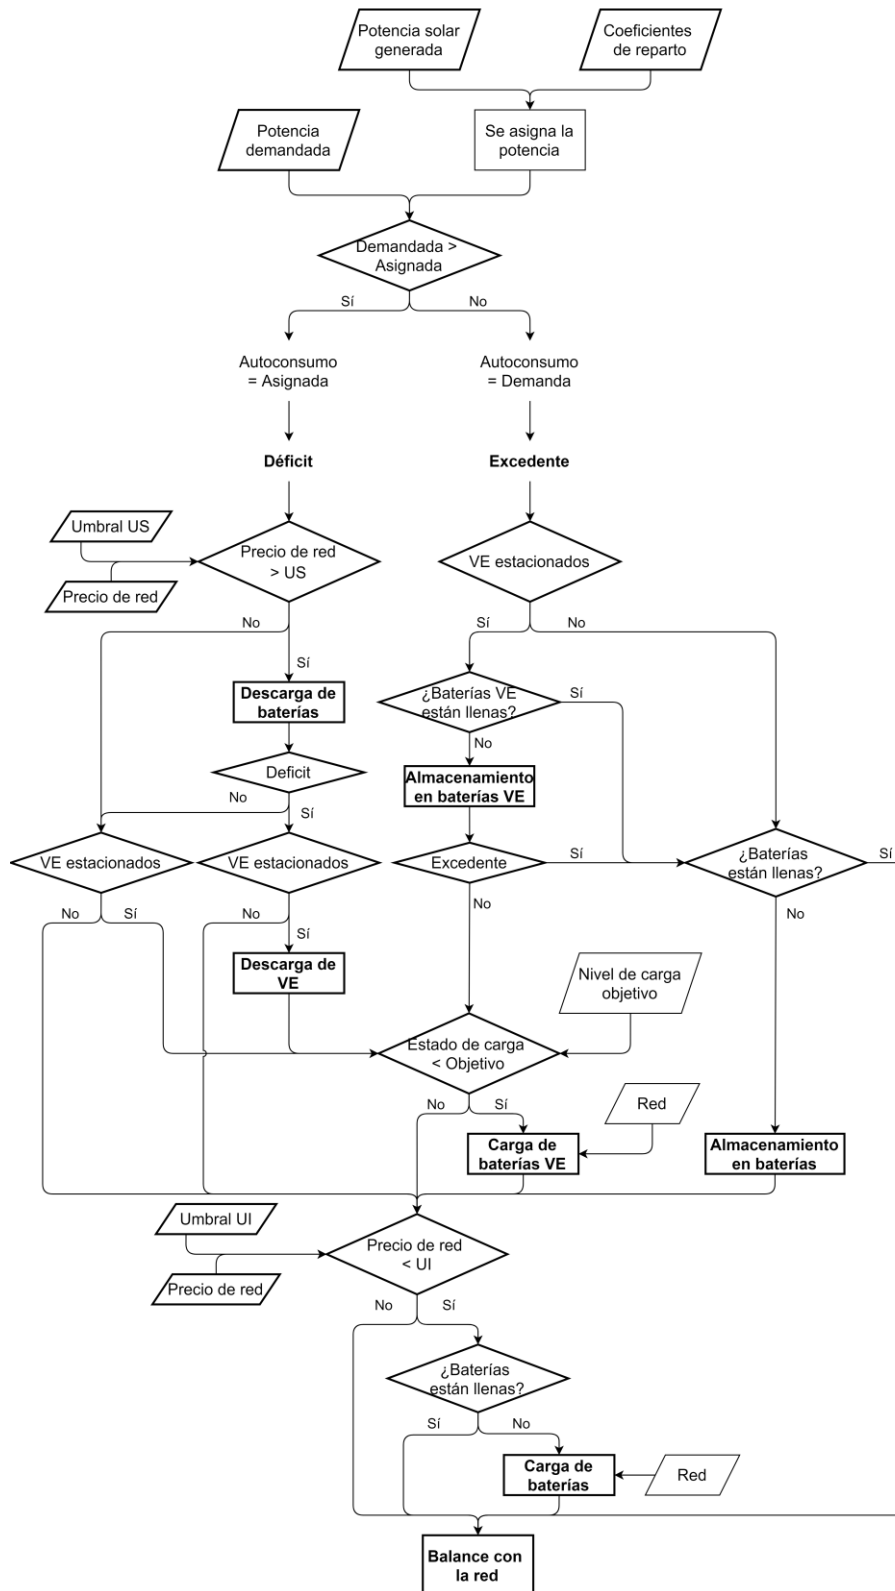 Potencia solar
generada
Coeficientes
de reparto
Potencia
demandada
Se asigna la
potencia
Demandada >
Asignada
Sí
No
Autoconsumo
= Asignada
Autoconsumo
= Demanda
Déficit
Excedente
Umbral US
Precio de red
Precio de red
> US
VE estacionados
No
Sí
Sí
No
Descarga de
baterías
¿Baterías VE
están llenas?
Sí
No
Deficit
Almacenamiento
en baterías VE
No
Sí
VE estacionados
VE estacionados
Excedente
Sí
¿Baterías
están llenas?
Sí
No
Sí
No
Sí
No
No
Descarga de
VE
Nivel de carga
objetivo
Estado de carga
< Objetivo
No
Sí
Red
Carga de
baterías VE
Almacenamiento
en baterías
Umbral UI
Precio de red
Precio de red
< UI
No
Sí
¿Baterías
están llenas?
Sí
No
Carga de
baterías
Red
Balance con
la red